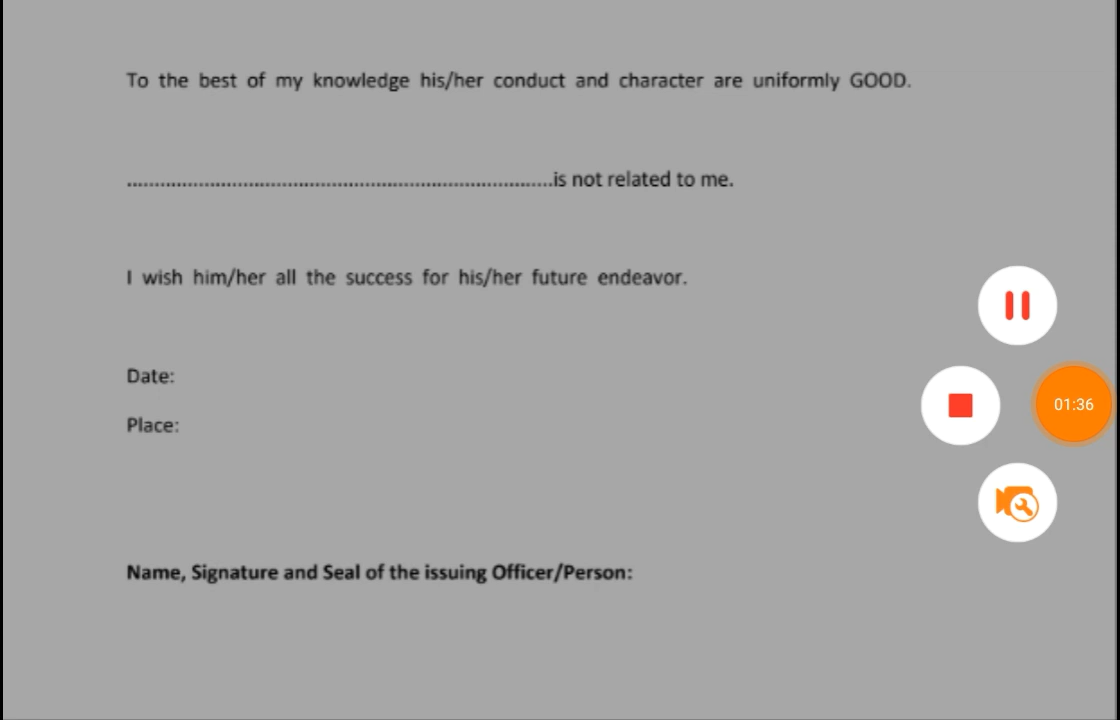 To the best of my knowledge his/her conduct and character are uniformly GOOD.
.............................................................................is not related to me.
I wish him/her all the success for his/her future endeavor.
Date:
Place:
01:36
Name, Signature and Seal of the issuing Officer/Person: